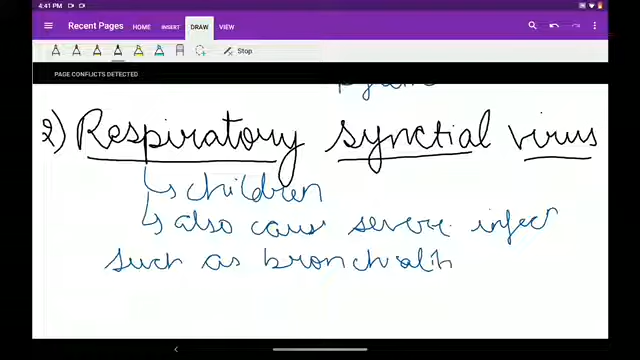 4:41 PM
Recent Pages HOME INSERT DRAW VIEW
Stop
PAGE CONFLICTS DETECTED
2) Respiratory synctial virus
children
also cause severe infec
such as bronchialit